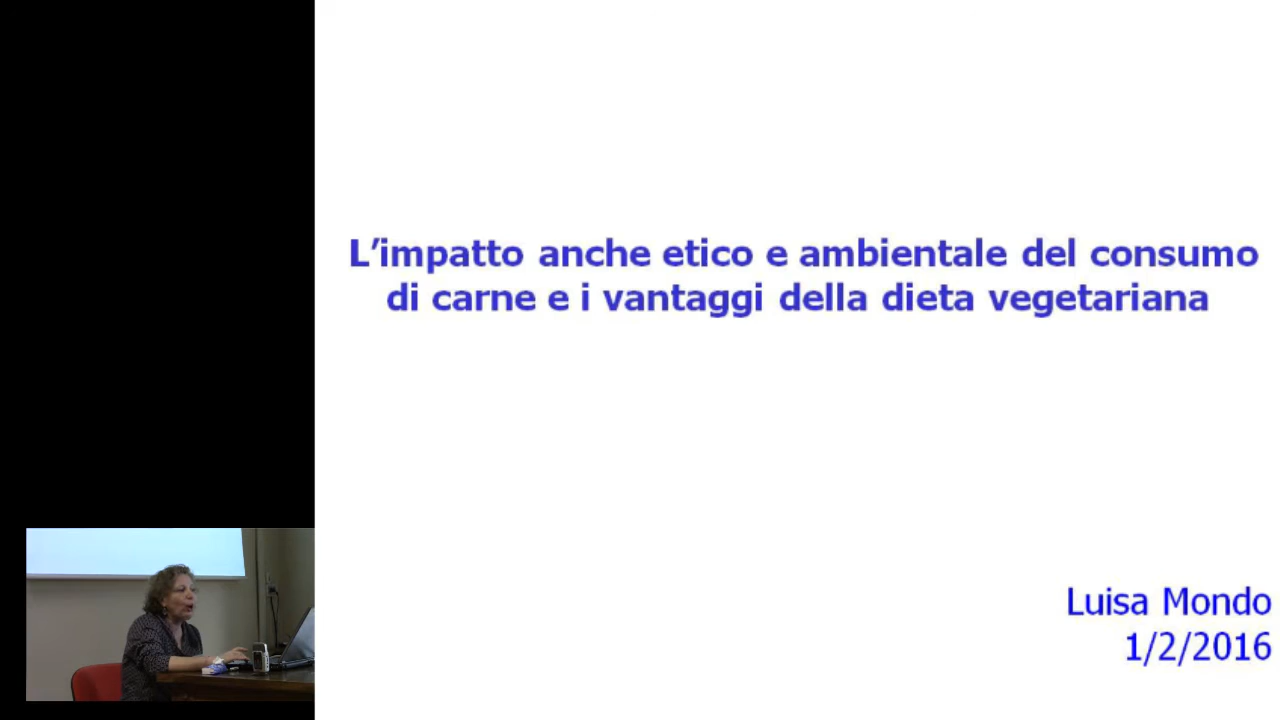 L’impatto anche etico e ambientale del consumo
di carne e i vantaggi della dieta vegetariana
Luisa Mondo
1/2/2016